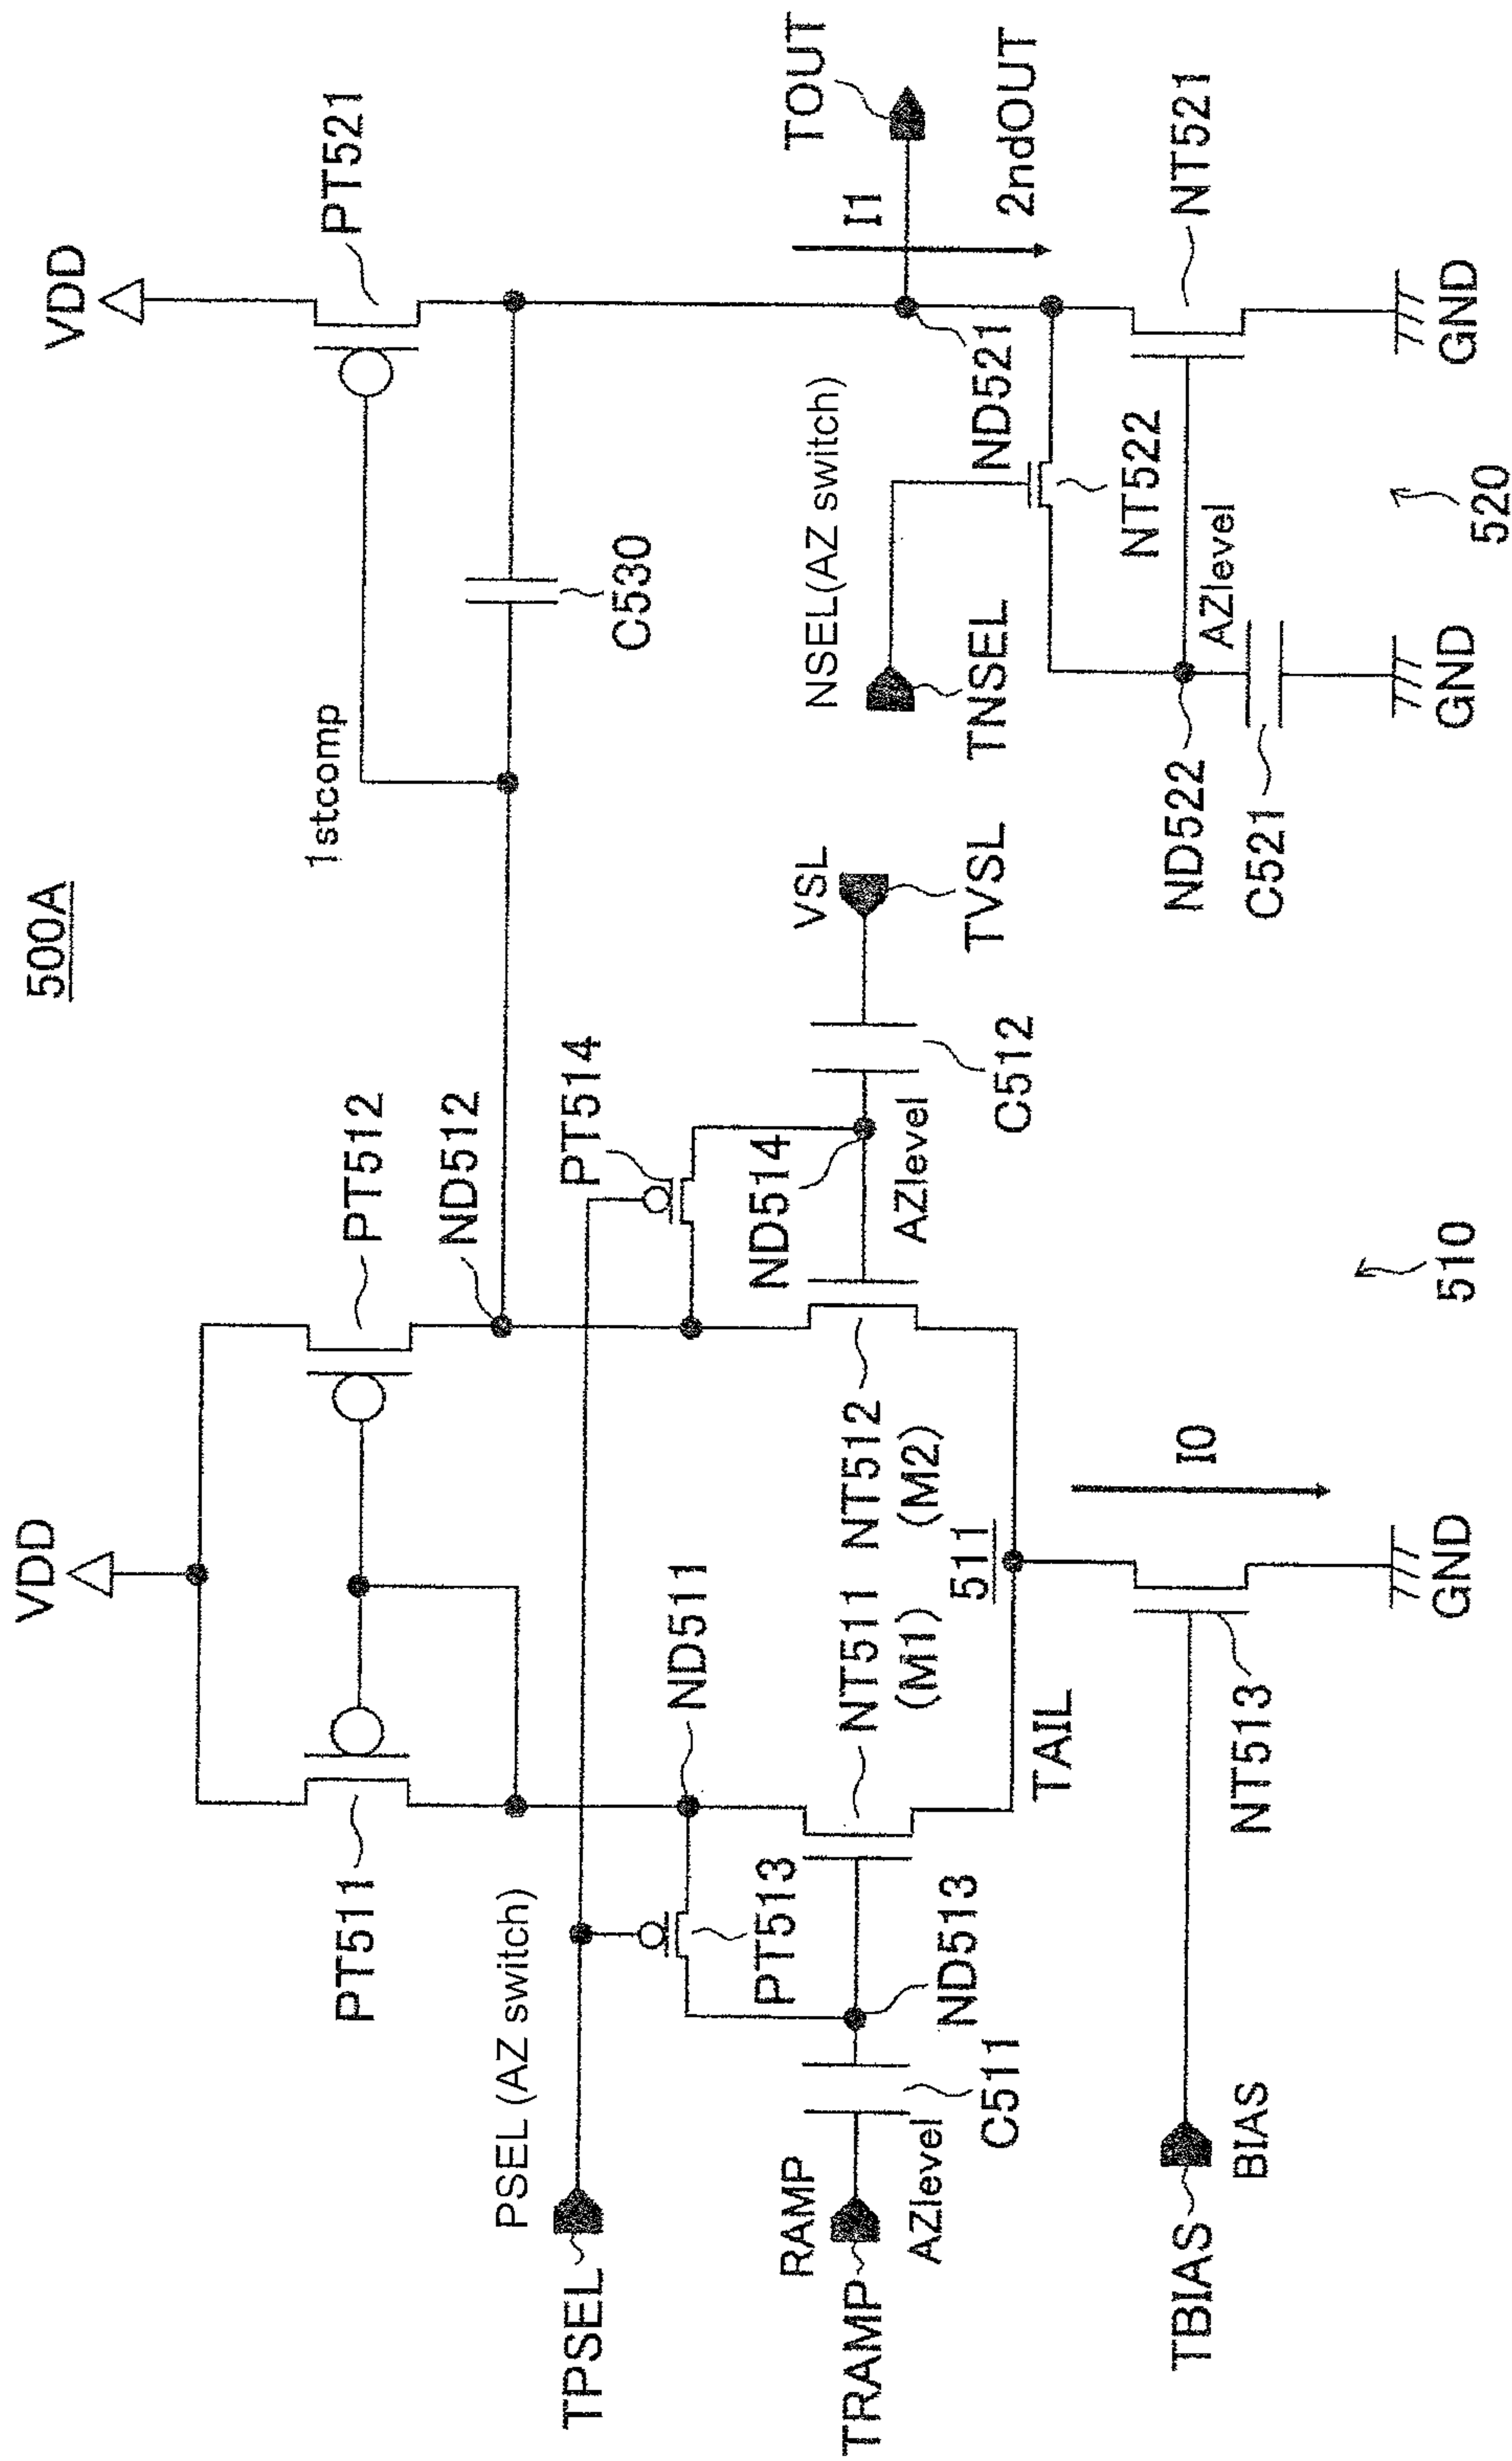 500A
VDD
VDD
PT511
PT512
1stcomp
PT521
ND512
C530
PSEL (AZ switch)
TPSEL
ND511
PT514
PT513
RAMP
TRAMP
AZlevel
C511
ND513
NT511
(M1)
NT512
(M2)
511
ND514
AZlevel
C512
VSL
TVSL
NSEL(AZ switch)
TNSEL
ND521
I1
TOUT
2ndOUT
NT522
NT521
TAIL
I0
TBIAS
BIAS
NT513
GND
510
ND522
AZlevel
C521
GND
520
GND